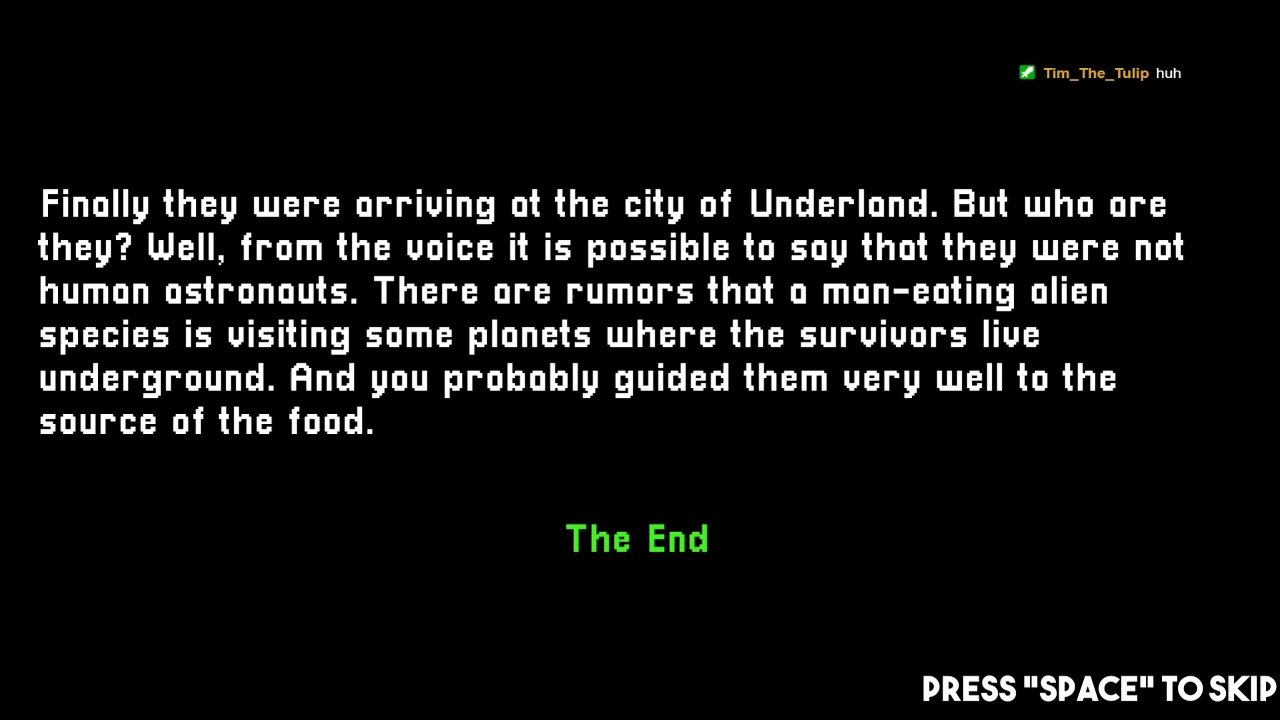 Tim_The_Tulip huh
Finally they were arriving at the city of Underland. But who are
they? Well, from the voice it is possible to say that they were not
human astronauts. There are rumors that a man-eating alien
species is visiting some planets where the survivors live
underground. And you probably guided them very well to the
source of the food.
The End
PRESS "SPACE" TO SKIP